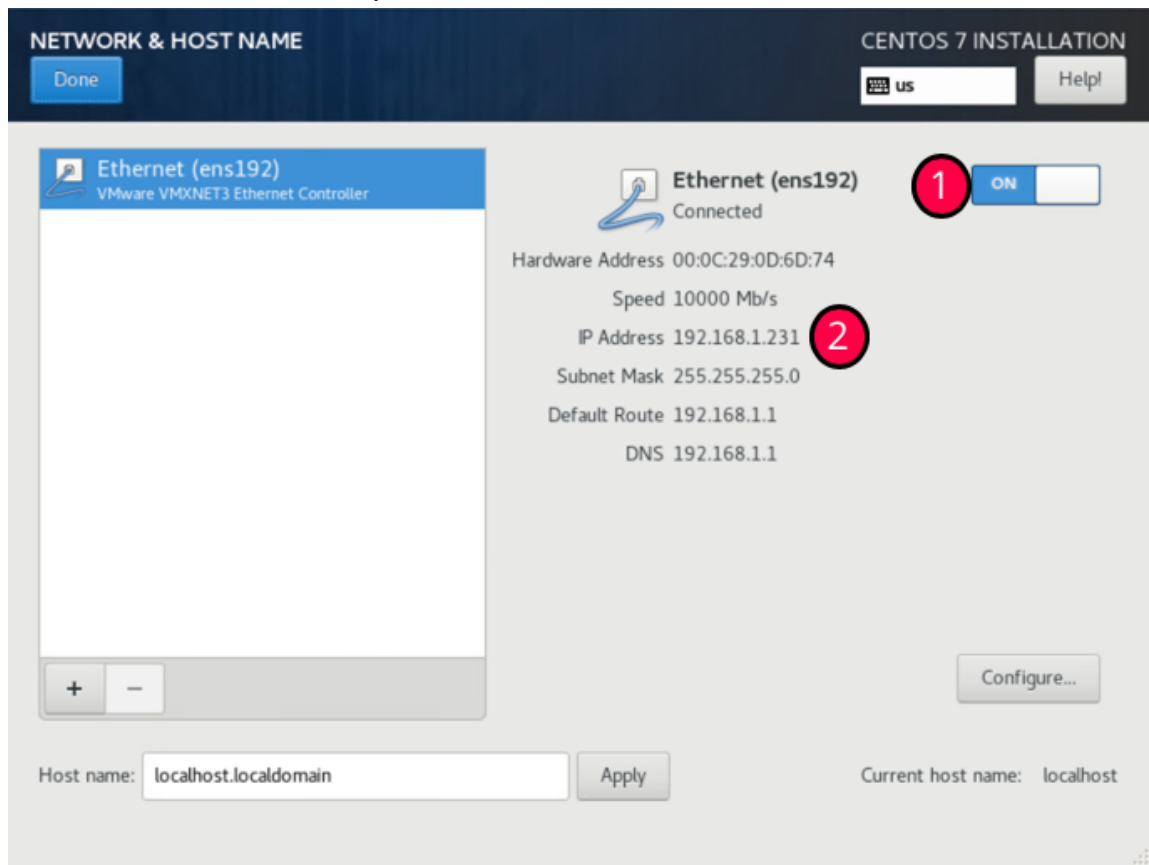 NETWORK & HOST NAME
CENTOS 7 INSTALLATION
Done
us
Help!
Ethernet (ens192)
VMware VMXNET3 Ethernet Controller
Ethernet (ens192)
Connected
1
ON
Hardware Address 00:0C:29:0D:6D:74
Speed 10000 Mb/s
IP Address 192.168.1.231
2
Subnet Mask 255.255.255.0
Default Route 192.168.1.1
DNS 192.168.1.1
+ −
Configure...
Host name: localhost.localdomain
Apply
Current host name: localhost